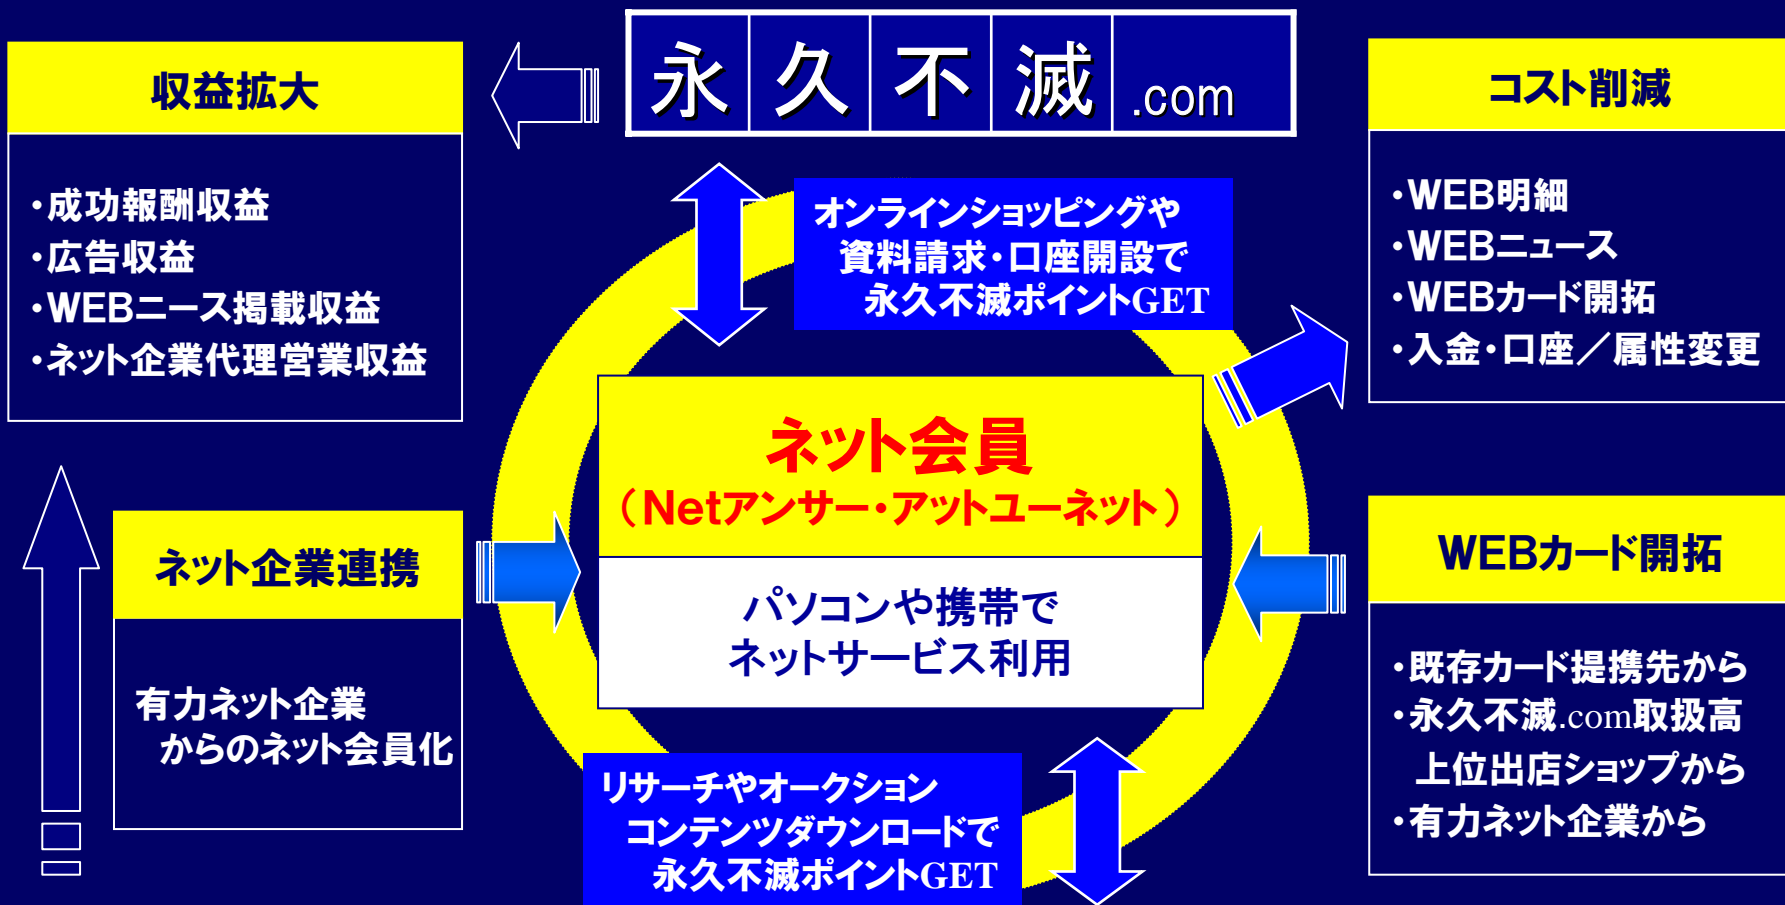 永久不滅.com
収益拡大
・成功報酬収益
・広告収益
・WEBニース掲載収益
・ネット企業代理営業収益
オンラインショッピングや
資料請求・口座開設で
永久不滅ポイントGET
コスト削減
・WEB明細
・WEBニュース
・WEBカード開拓
・入金・口座／属性変更
ネット会員
（Netアンサー・アットユーネット）
パソコンや携帯で
ネットサービス利用
ネット企業連携
有力ネット企業
からのネット会員化
リサーチやオークション
コンテンツダウンロードで
永久不滅ポイントGET
WEBカード開拓
・既存カード提携先から
・永久不滅.com取扱高
上位出店ショップから
・有力ネット企業から